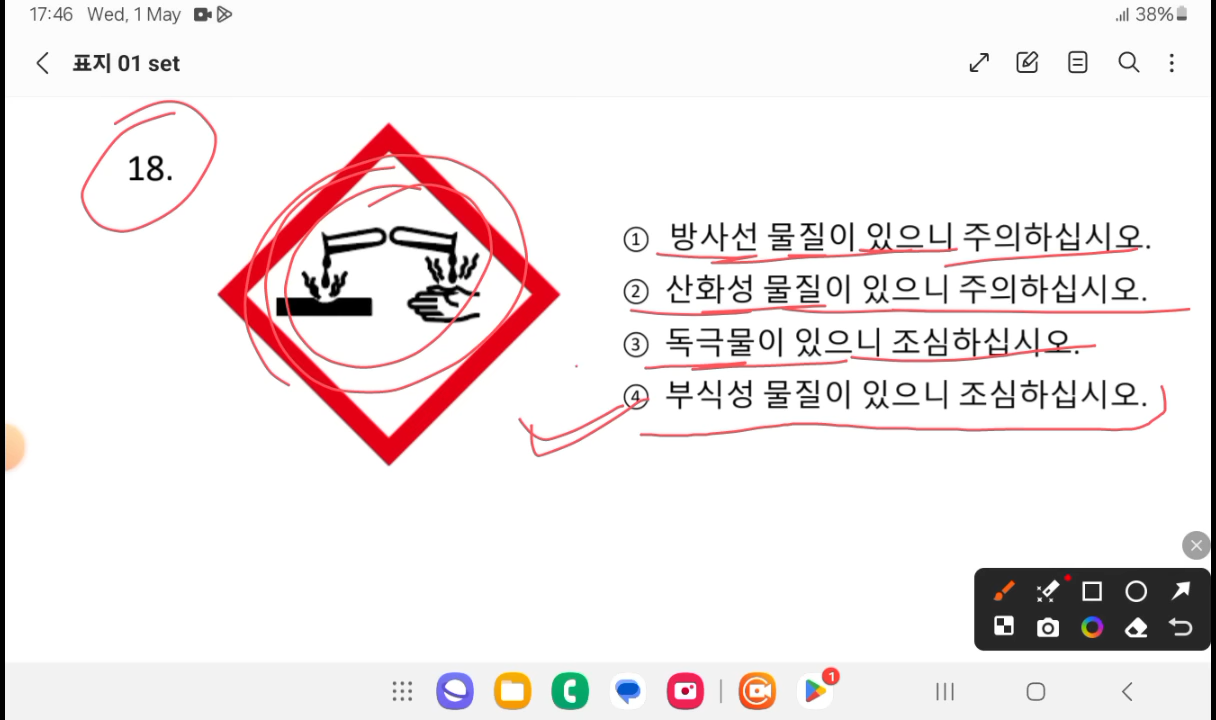 17:46 Wed, 1 May
38%
표지 01 set
18.
① 방사선 물질이 있으니 주의하십시오.
② 산화성 물질이 있으니 주의하십시오.
③ 독극물이 있으니 조심하십시오.
④ 부식성 물질이 있으니 조심하십시오.
1